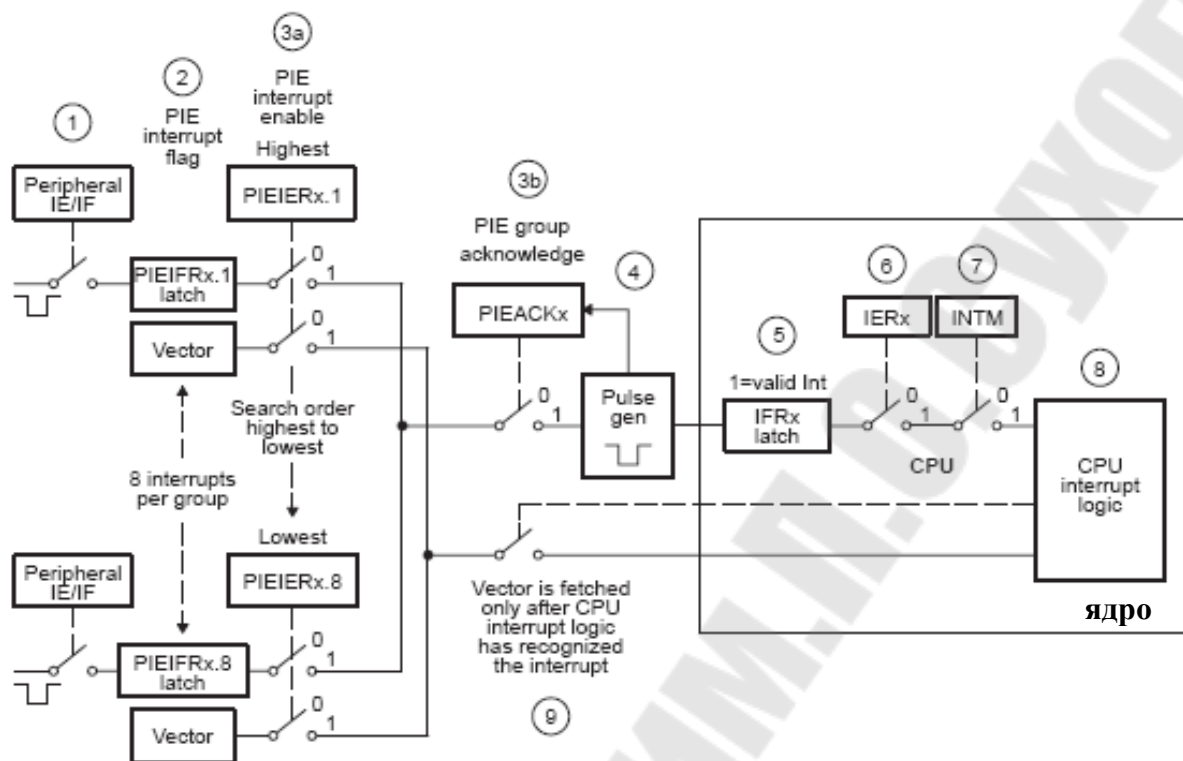 3a
2
PIE
interrupt
enable
1
PIE
interrupt
flag
Highest
Peripheral
IE/IF
PIEIERx.1
3b
PIE group
acknowledge
0
1
PIEIFRx.1
latch
4
6
7
PIEACKx
IERx
INTM
0
1
Vector
5
8
1=valid Int
0
1
Pulse
gen
IFRx
latch
0
1
0
1
Search order
highest to
lowest
CPU
CPU
interrupt
logic
8 interrupts
per group
Lowest
Peripheral
IE/IF
PIEIERx.8
Vector is fetched
only after CPU
interrupt logic
has recognized
the interrupt
ядро
0
1
PIEIFRx.8
latch
0
1
9
Vector
им.П.О.Сухог